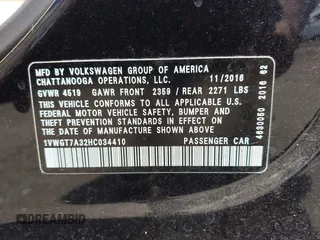 MFD BY VOLKSWAGEN GROUP OF AMERICA
CHATTANOOGA OPERATIONS, LLC. 11/2016
GVWR 4519 GAWR FRONT 2359 / REAR 2271 LBS
THIS VEHICLE CONFORMS TO ALL APPLICABLE U.S.
FEDERAL MOTOR VEHICLE SAFETY, BUMPER AND
THEFT PREVENTION STANDARDS IN EFFECT ON
THE DATE OF MANUFACTURE SHOWN ABOVE.
1VWGT7A32HC034410 PASSENGER CAR
4630050 2016 62
DREAMBID